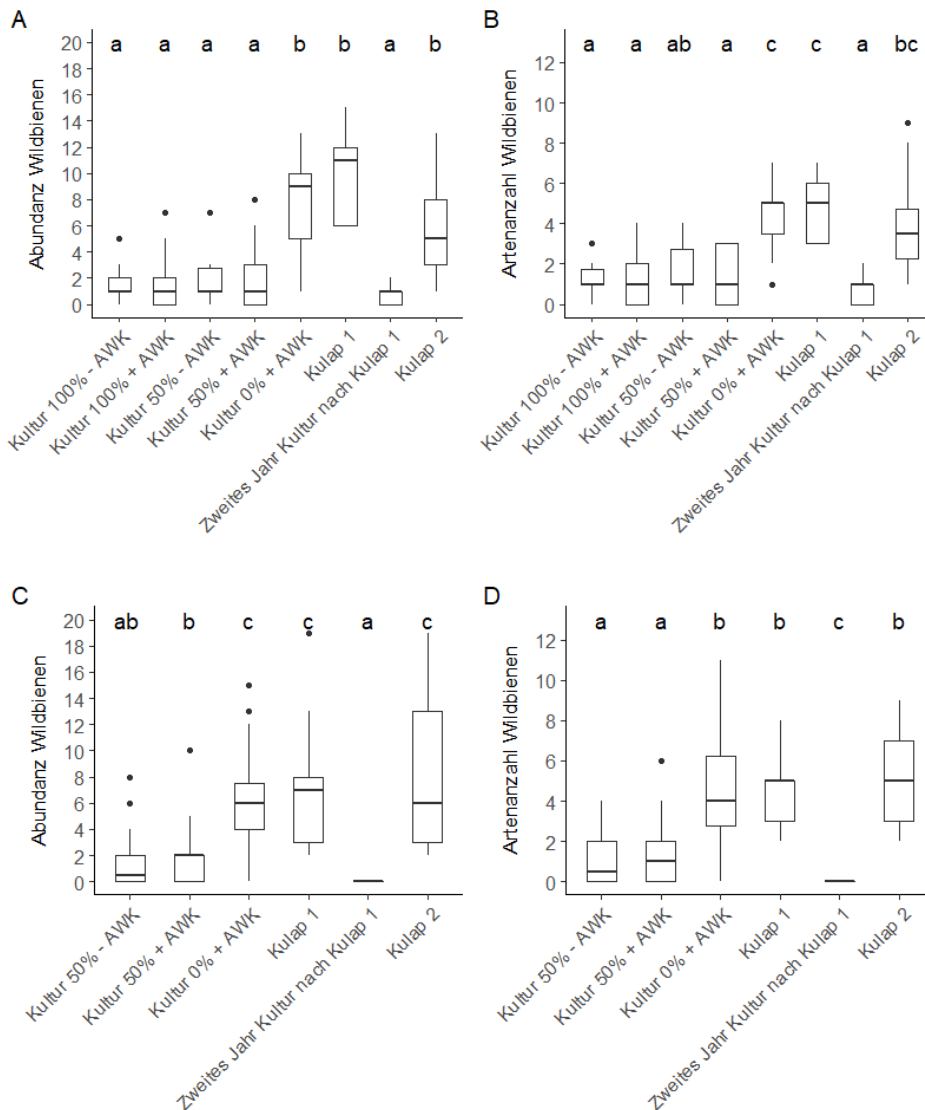 A
Abundanz Wildbienen
20
18
16
14
12
10
8
6
4
2
0
a a a a b b a b
Kultur 100% - AWK
Kultur 100% + AWK
Kultur 50% - AWK
Kultur 50% + AWK
Kultur 0% + AWK
Kulap 1
Zweites Jahr Kultur nach Kulap 1
Kulap 2
B
Artenanzahl Wildbienen
12
10
8
6
4
2
0
a a ab a c c a bc
Kultur 100% - AWK
Kultur 100% + AWK
Kultur 50% - AWK
Kultur 50% + AWK
Kultur 0% + AWK
Kulap 1
Zweites Jahr Kultur nach Kulap 1
Kulap 2
C
Abundanz Wildbienen
20
18
16
14
12
10
8
6
4
2
0
ab b c c a c
Kultur 50% - AWK
Kultur 50% + AWK
Kultur 0% + AWK
Kulap 1
Zweites Jahr Kultur nach Kulap 1
Kulap 2
D
Artenanzahl Wildbienen
12
10
8
6
4
2
0
a a b b c b
Kultur 50% - AWK
Kultur 50% + AWK
Kultur 0% + AWK
Kulap 1
Zweites Jahr Kultur nach Kulap 1
Kulap 2